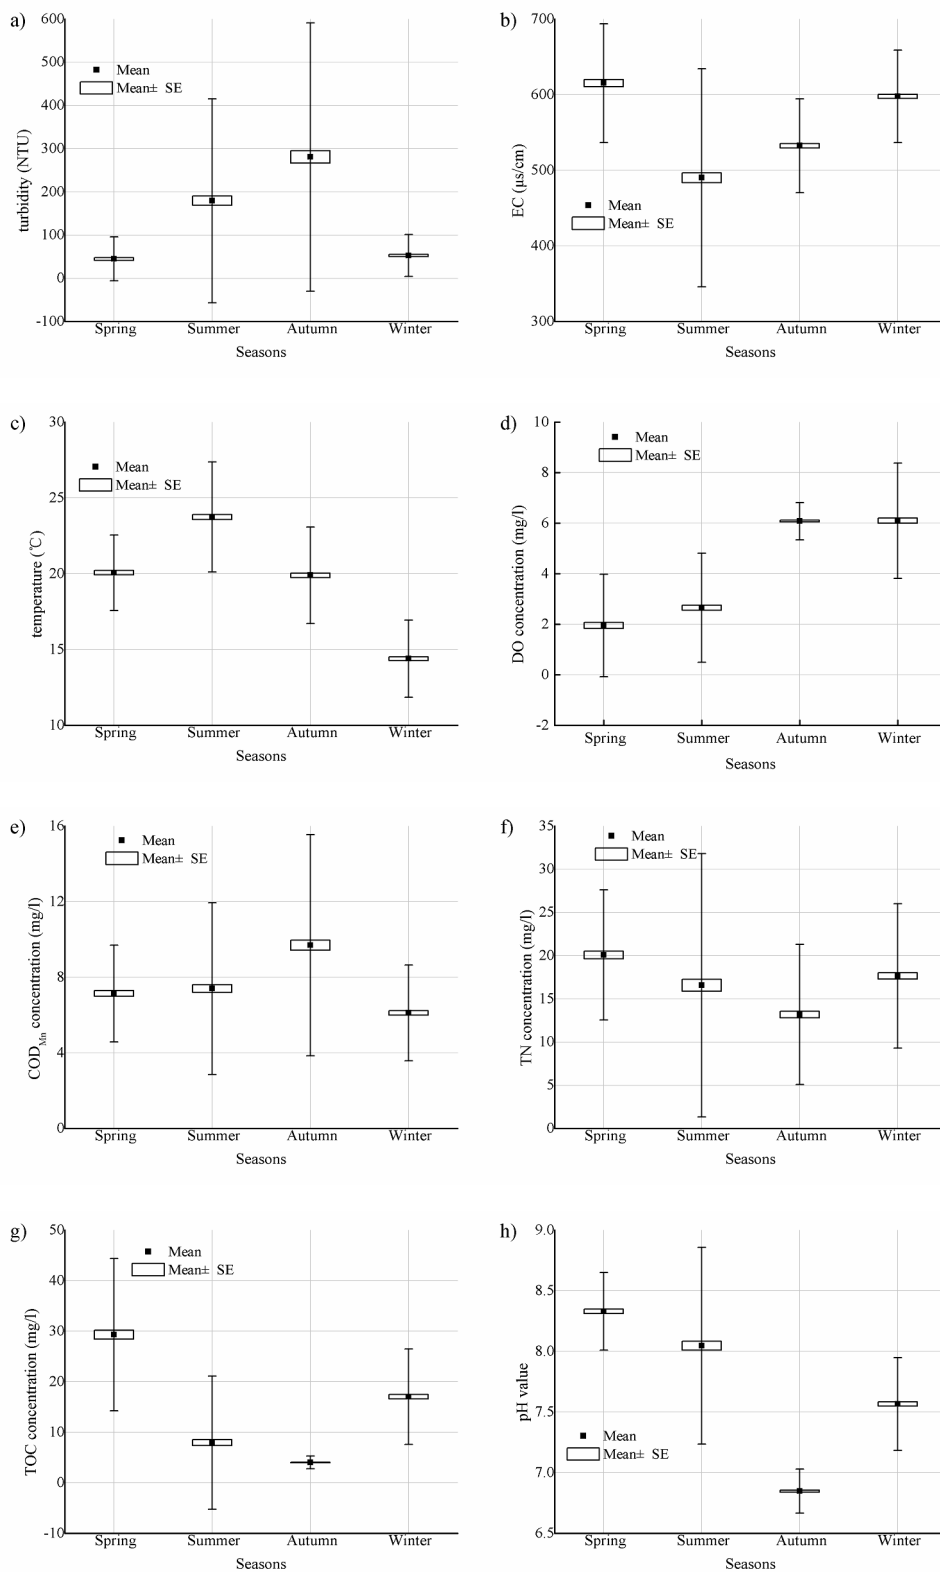 a)
600
500
400
300
200
100
0
-100
turbidity (NTU)
Mean
Mean± SE
Spring Summer Autumn Winter
Seasons
b)
700
600
500
400
300
EC (μs/cm)
Mean
Mean± SE
Spring Summer Autumn Winter
Seasons
c)
30
25
20
15
10
temperature (℃)
Mean
Mean± SE
Spring Summer Autumn Winter
Seasons
d)
10
8
6
4
2
0
-2
DO concentration (mg/l)
Mean
Mean± SE
Spring Summer Autumn Winter
Seasons
e)
16
12
8
4
0
COD_Mn concentration (mg/l)
Mean
Mean± SE
Spring Summer Autumn Winter
Seasons
f)
35
30
25
20
15
10
5
0
TN concentration (mg/l)
Mean
Mean± SE
Spring Summer Autumn Winter
Seasons
g)
50
40
30
20
10
0
-10
TOC concentration (mg/l)
Mean
Mean± SE
Spring Summer Autumn Winter
Seasons
h)
9.0
8.5
8.0
7.5
7.0
6.5
pH value
Mean
Mean± SE
Spring Summer Autumn Winter
Seasons